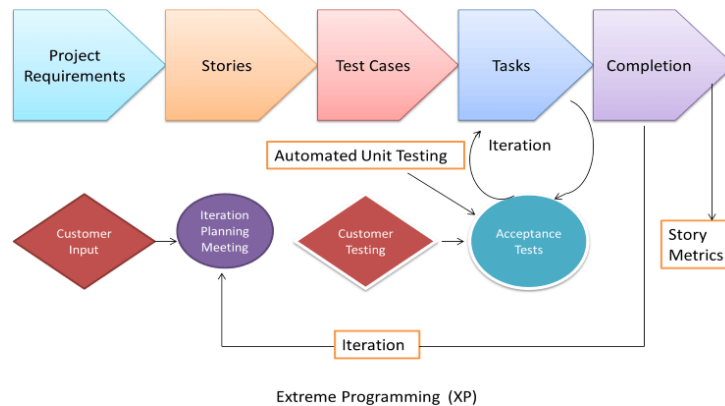 Project
Requirements
Stories
Test Cases
Tasks
Completion
Automated Unit Testing
Iteration
Customer
Input
Iteration
Planning
Meeting
Customer
Testing
Acceptance
Tests
Story
Metrics
Iteration
Extreme Programming (XP)